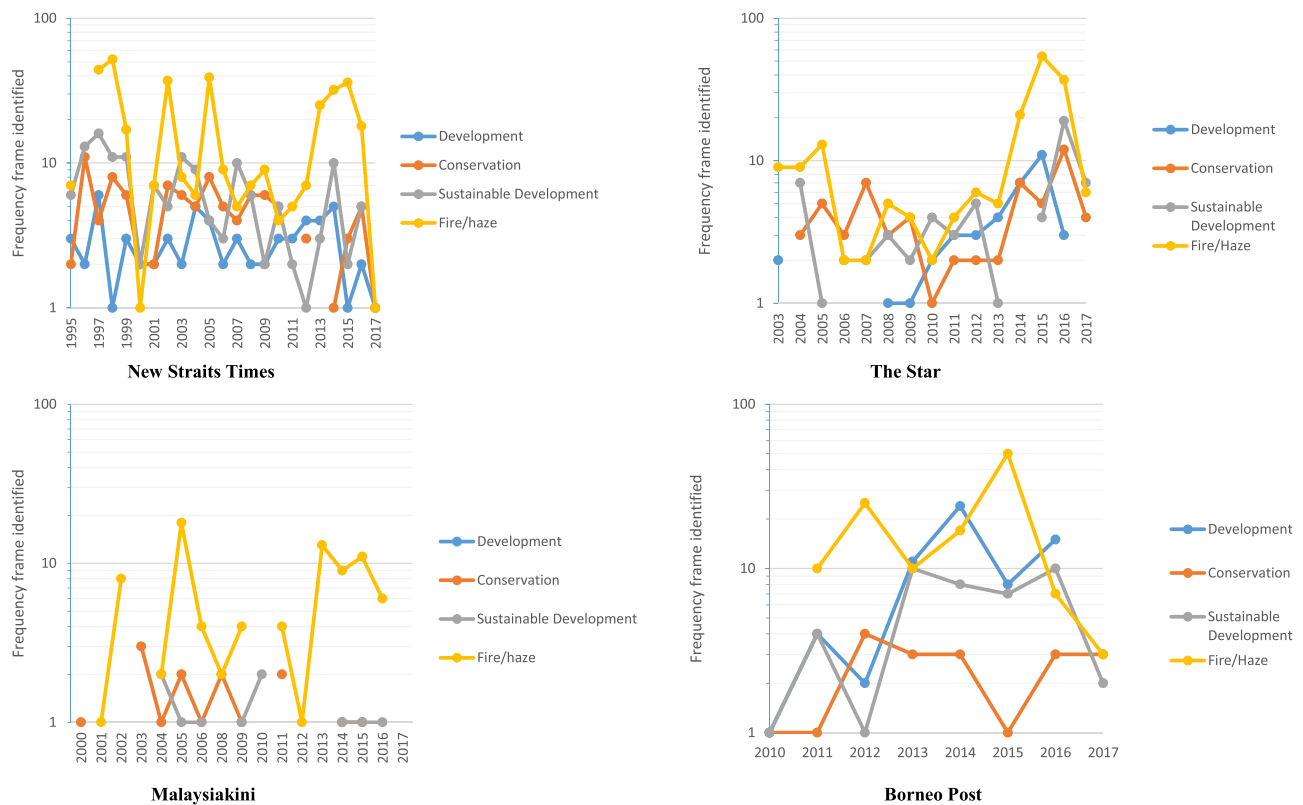 Frequency frame identified
100
10
1
1995
1997
1999
2001
2003
2005
2007
2009
2011
2013
2015
2017
Development
Conservation
Sustainable Development
Fire/haze
New Straits Times
Frequency frame identified
100
10
1
2003
2004
2005
2006
2007
2008
2009
2010
2011
2012
2013
2014
2015
2016
2017
Development
Conservation
Sustainable
Development
Fire/Haze
The Star
Frequency frame identified
100
10
1
2000
2001
2002
2003
2004
2005
2006
2008
2009
2010
2011
2012
2013
2014
2015
2016
2017
Development
Conservation
Sustainable Development
Fire/haze
Malaysiakini
Frequency frame identified
100
10
1
2010
2011
2012
2013
2014
2015
2016
2017
Development
Conservation
Sustainable
Development
Fire/Haze
Borneo Post